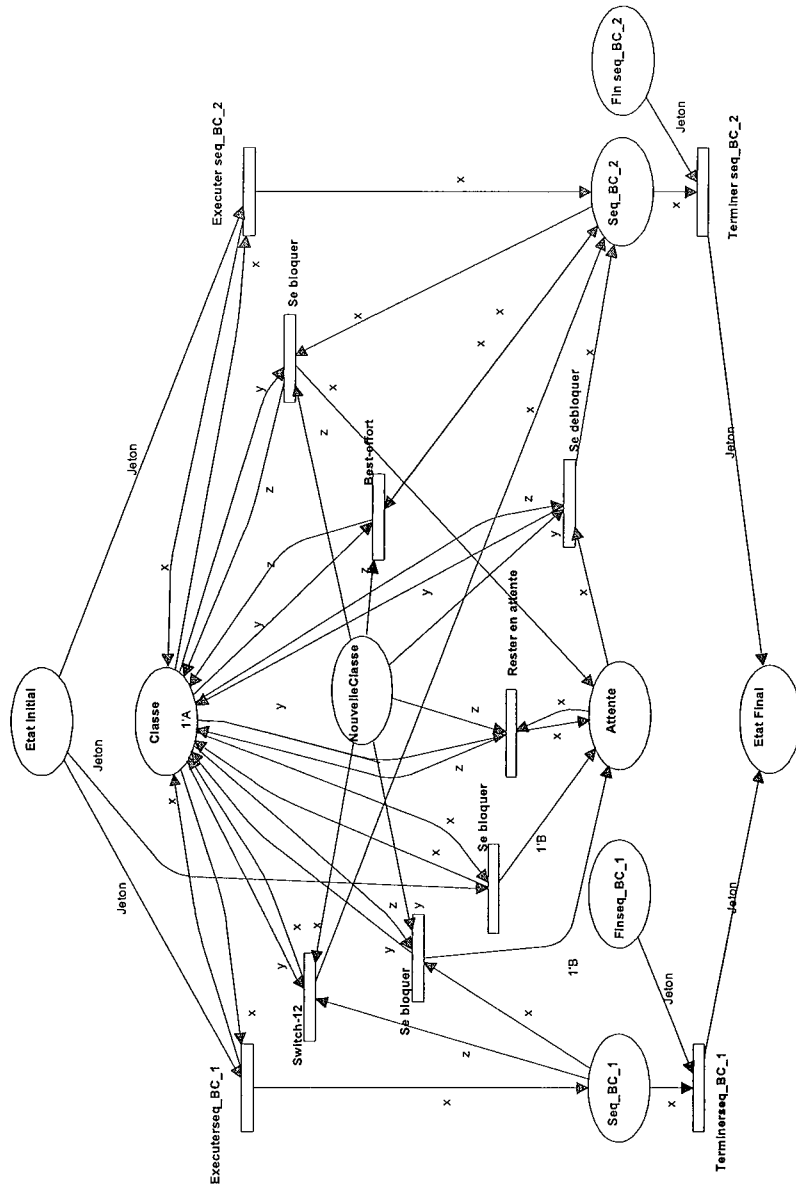 Etat Initial
Jeton
Jeton
Jeton
Classe
1'A
x
x
x
x
Executerseq_BC_1
Executer seq_BC_2
Switch-12
y
x
x
z
Se bloquer
y
z
y
x
1'B
Se bloquer
x
x
1'B
NouvelleClasse
y
z
z
Rester en attente
x
x
z
Best-effort
y
z
z
x
x
Se bloquer
y
z
x
x
Se debloquer
y
z
y
x
x
x
x
x
Seq_BC_1
x
Finseq_BC_1
Jeton
Terminerseq_BC_1
Jeton
Attente
Etat Final
Seq_BC_2
x
Fin seq_BC_2
Jeton
Terminer seq_BC_2
Jeton